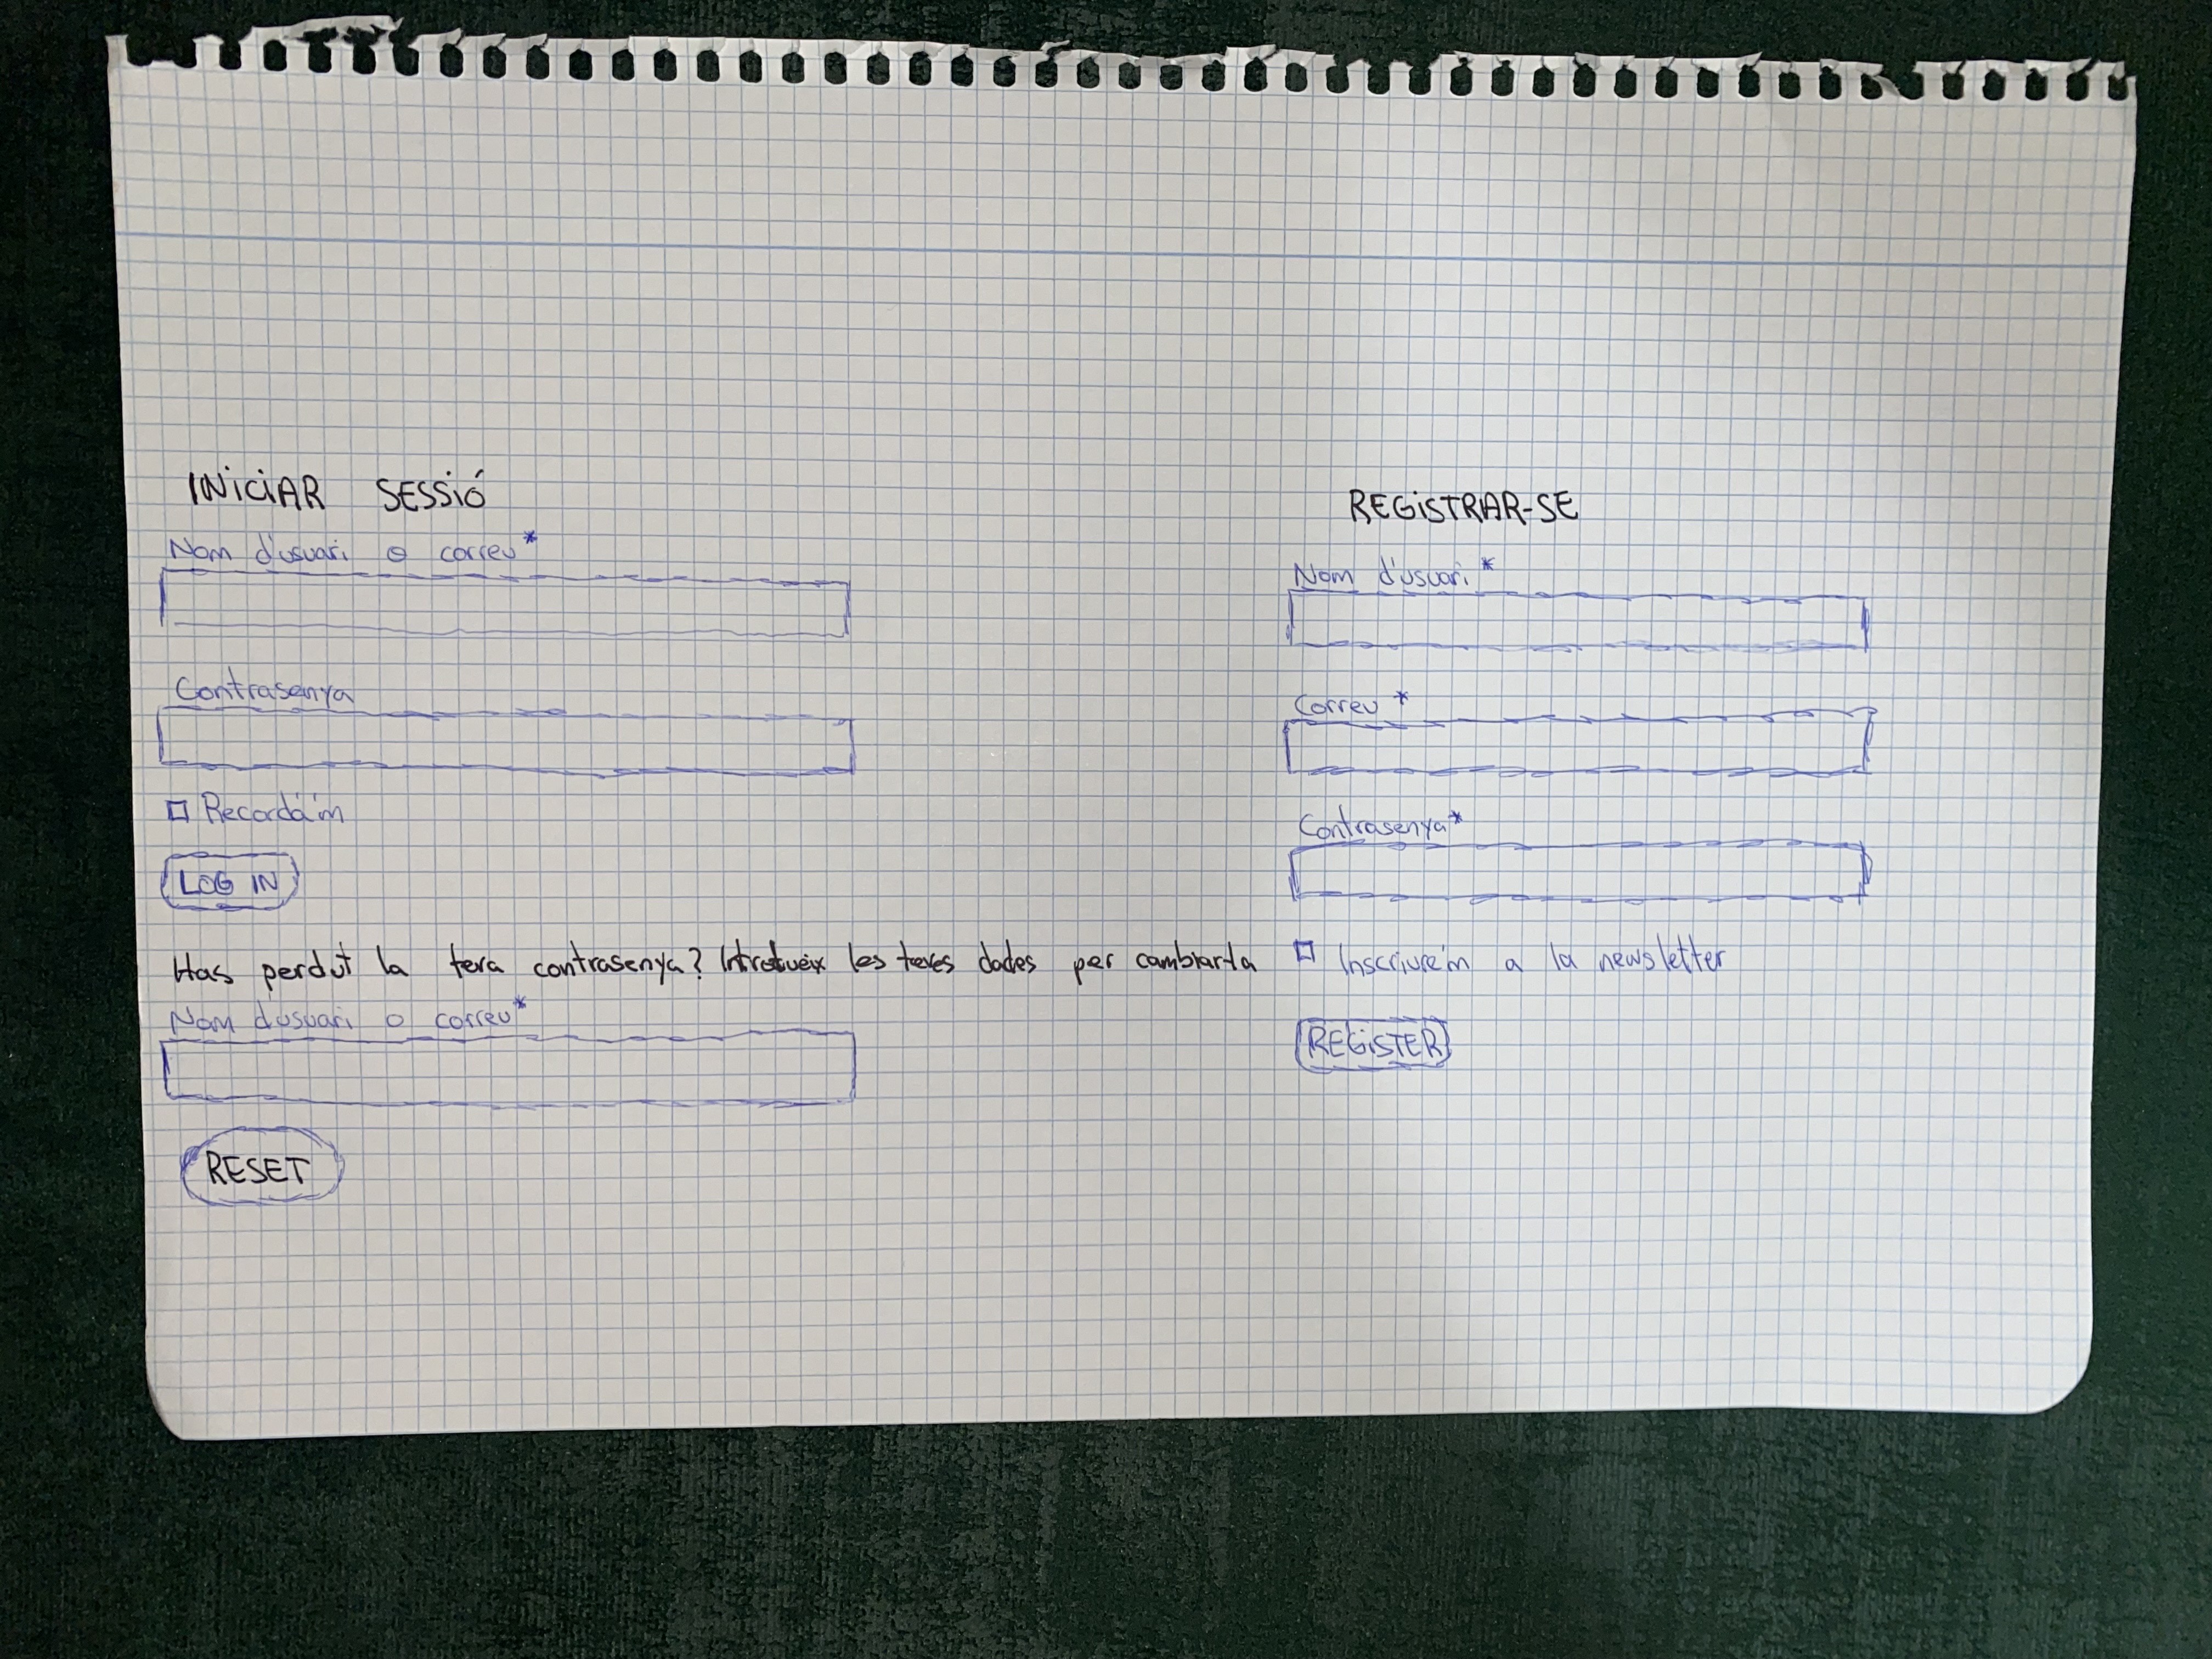 INICIAR SESSIÓ
Nom d'usuari o correu*
Contrasenya
Recorda'm
LOG IN
Has perdut la teva contrasenya? Introdueix les teves dades per cambiarla
Nom d'usuari o correu*
RESET
REGISTRAR-SE
Nom d'usuari*
Correu*
Contrasenya*
Inscriure'm a la newsletter
REGISTER